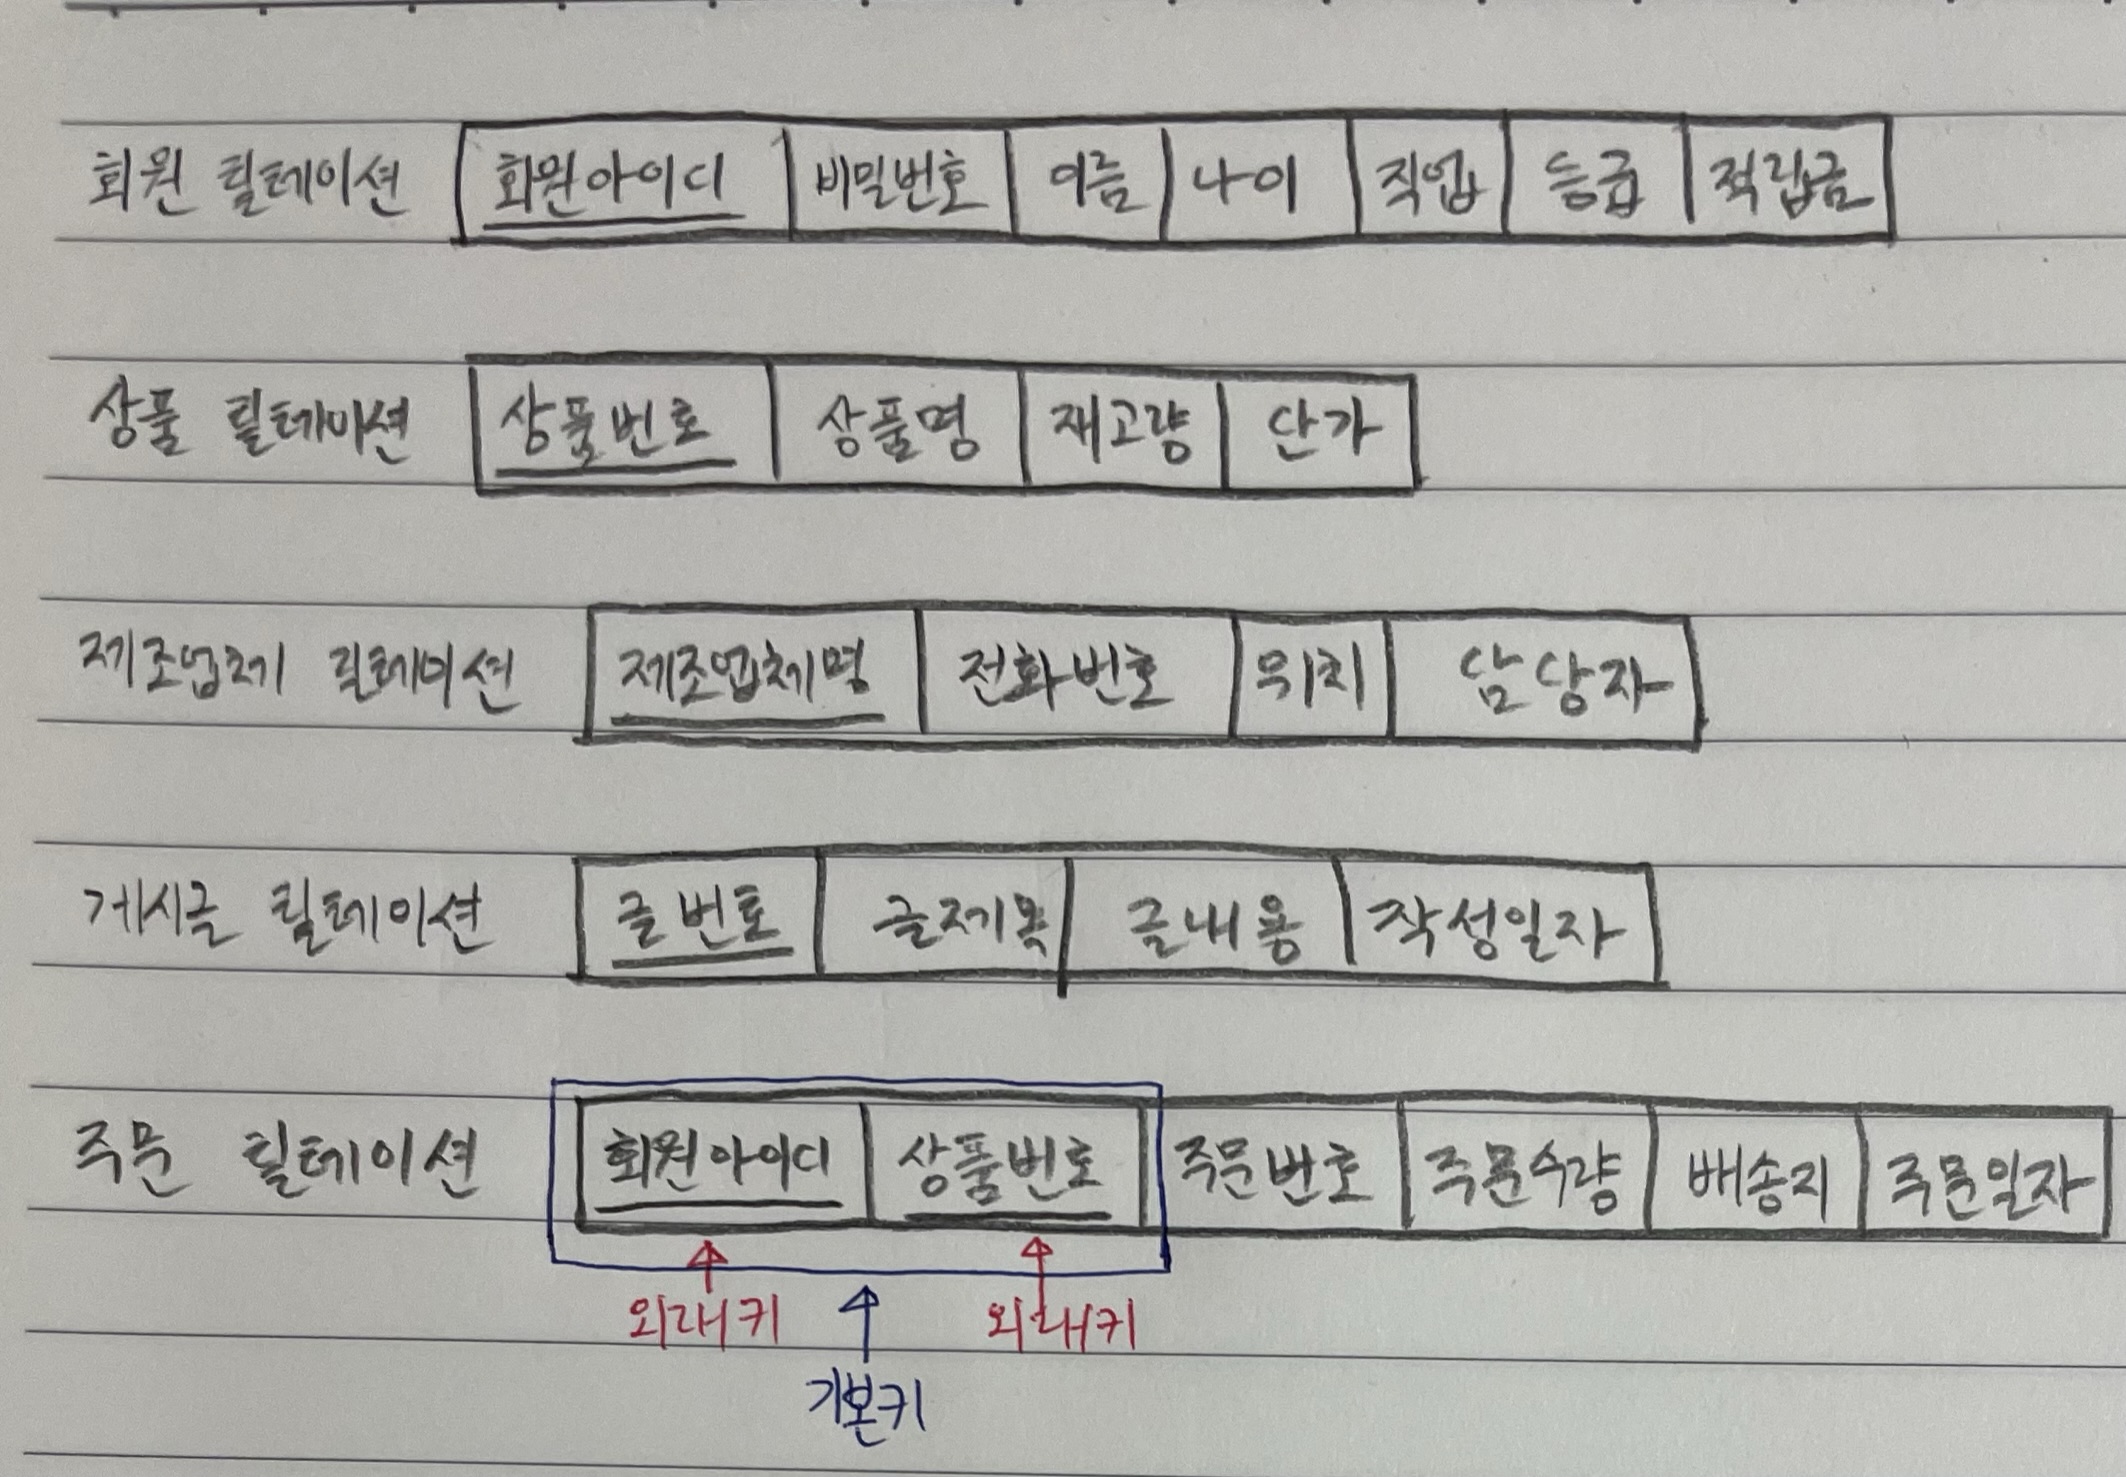 회원 릴레이션 회원아이디 비밀번호 이름 나이 직업 등급 적립금
상품 릴레이션 상품번호 상품명 재고량 단가
제조업체 릴레이션 제조업체명 전화번호 위치 담당자
게시글 릴레이션 글번호 글제목 글내용 작성일자
주문 릴레이션 회원아이디 상품번호 주문번호 주문수량 배송지 주문일자
외래키 외래키
기본키